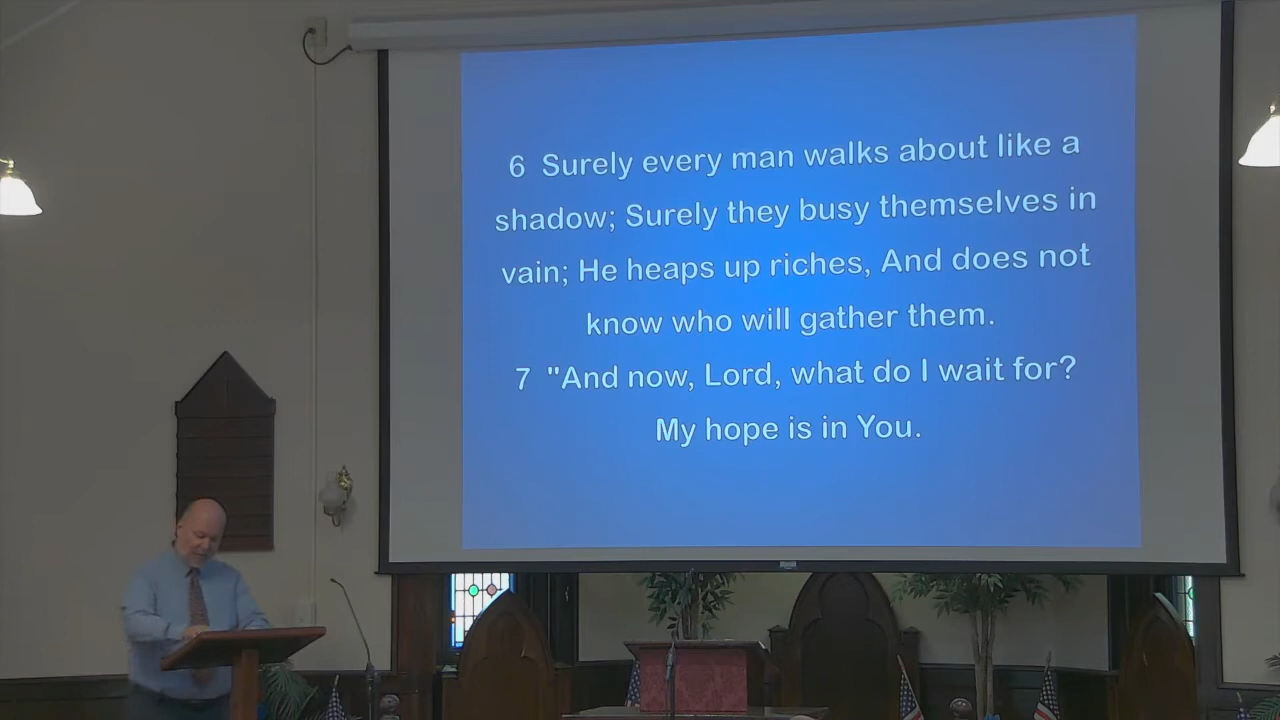 6 Surely every man walks about like a
shadow; Surely they busy themselves in
vain; He heaps up riches, And does not
know who will gather them.
7 "And now, Lord, what do I wait for?
My hope is in You.